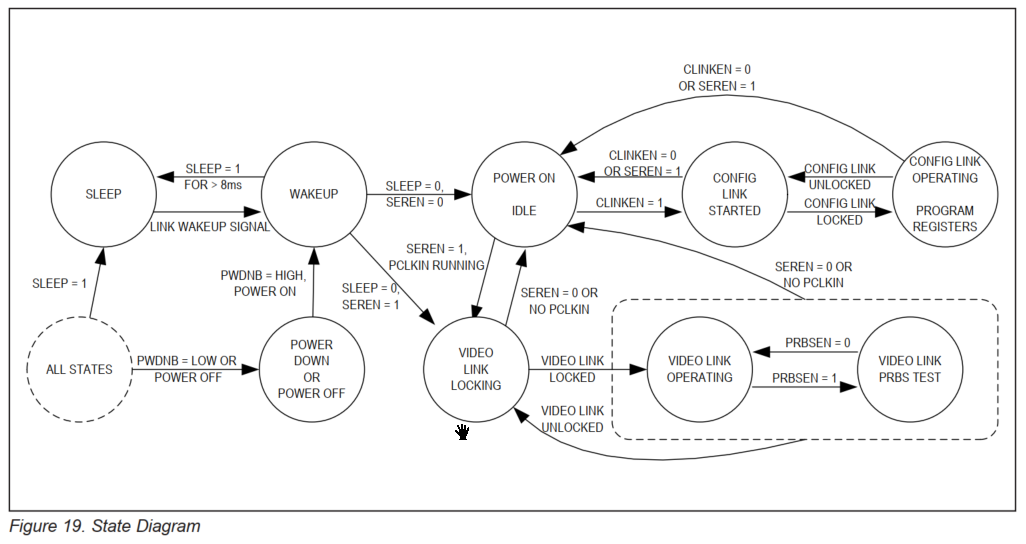 CLINKEN = 0
OR SEREN = 1
SLEEP
SLEEP = 1
FOR > 8ms
LINK WAKEUP SIGNAL
WAKEUP
SLEEP = 0,
SEREN = 0
POWER ON
IDLE
CLINKEN = 0
OR SEREN = 1
CLINKEN = 1
CONFIG
LINK
STARTED
CONFIG LINK
UNLOCKED
CONFIG LINK
LOCKED
CONFIG LINK
OPERATING
PROGRAM
REGISTERS
SLEEP = 1
PWDNB = HIGH,
POWER ON
SLEEP = 0,
SEREN = 1
SEREN = 1,
PCLKIN RUNNING
SEREN = 0 OR
NO PCLKIN
SEREN = 0 OR
NO PCLKIN
ALL STATES
PWDNB = LOW OR
POWER OFF
POWER
DOWN
OR
POWER OFF
VIDEO
LINK
LOCKING
VIDEO LINK
LOCKED
VIDEO LINK
OPERATING
PRBSEN = 0
PRBSEN = 1
VIDEO LINK
PRBS TEST
VIDEO LINK
UNLOCKED
Figure 19. State Diagram